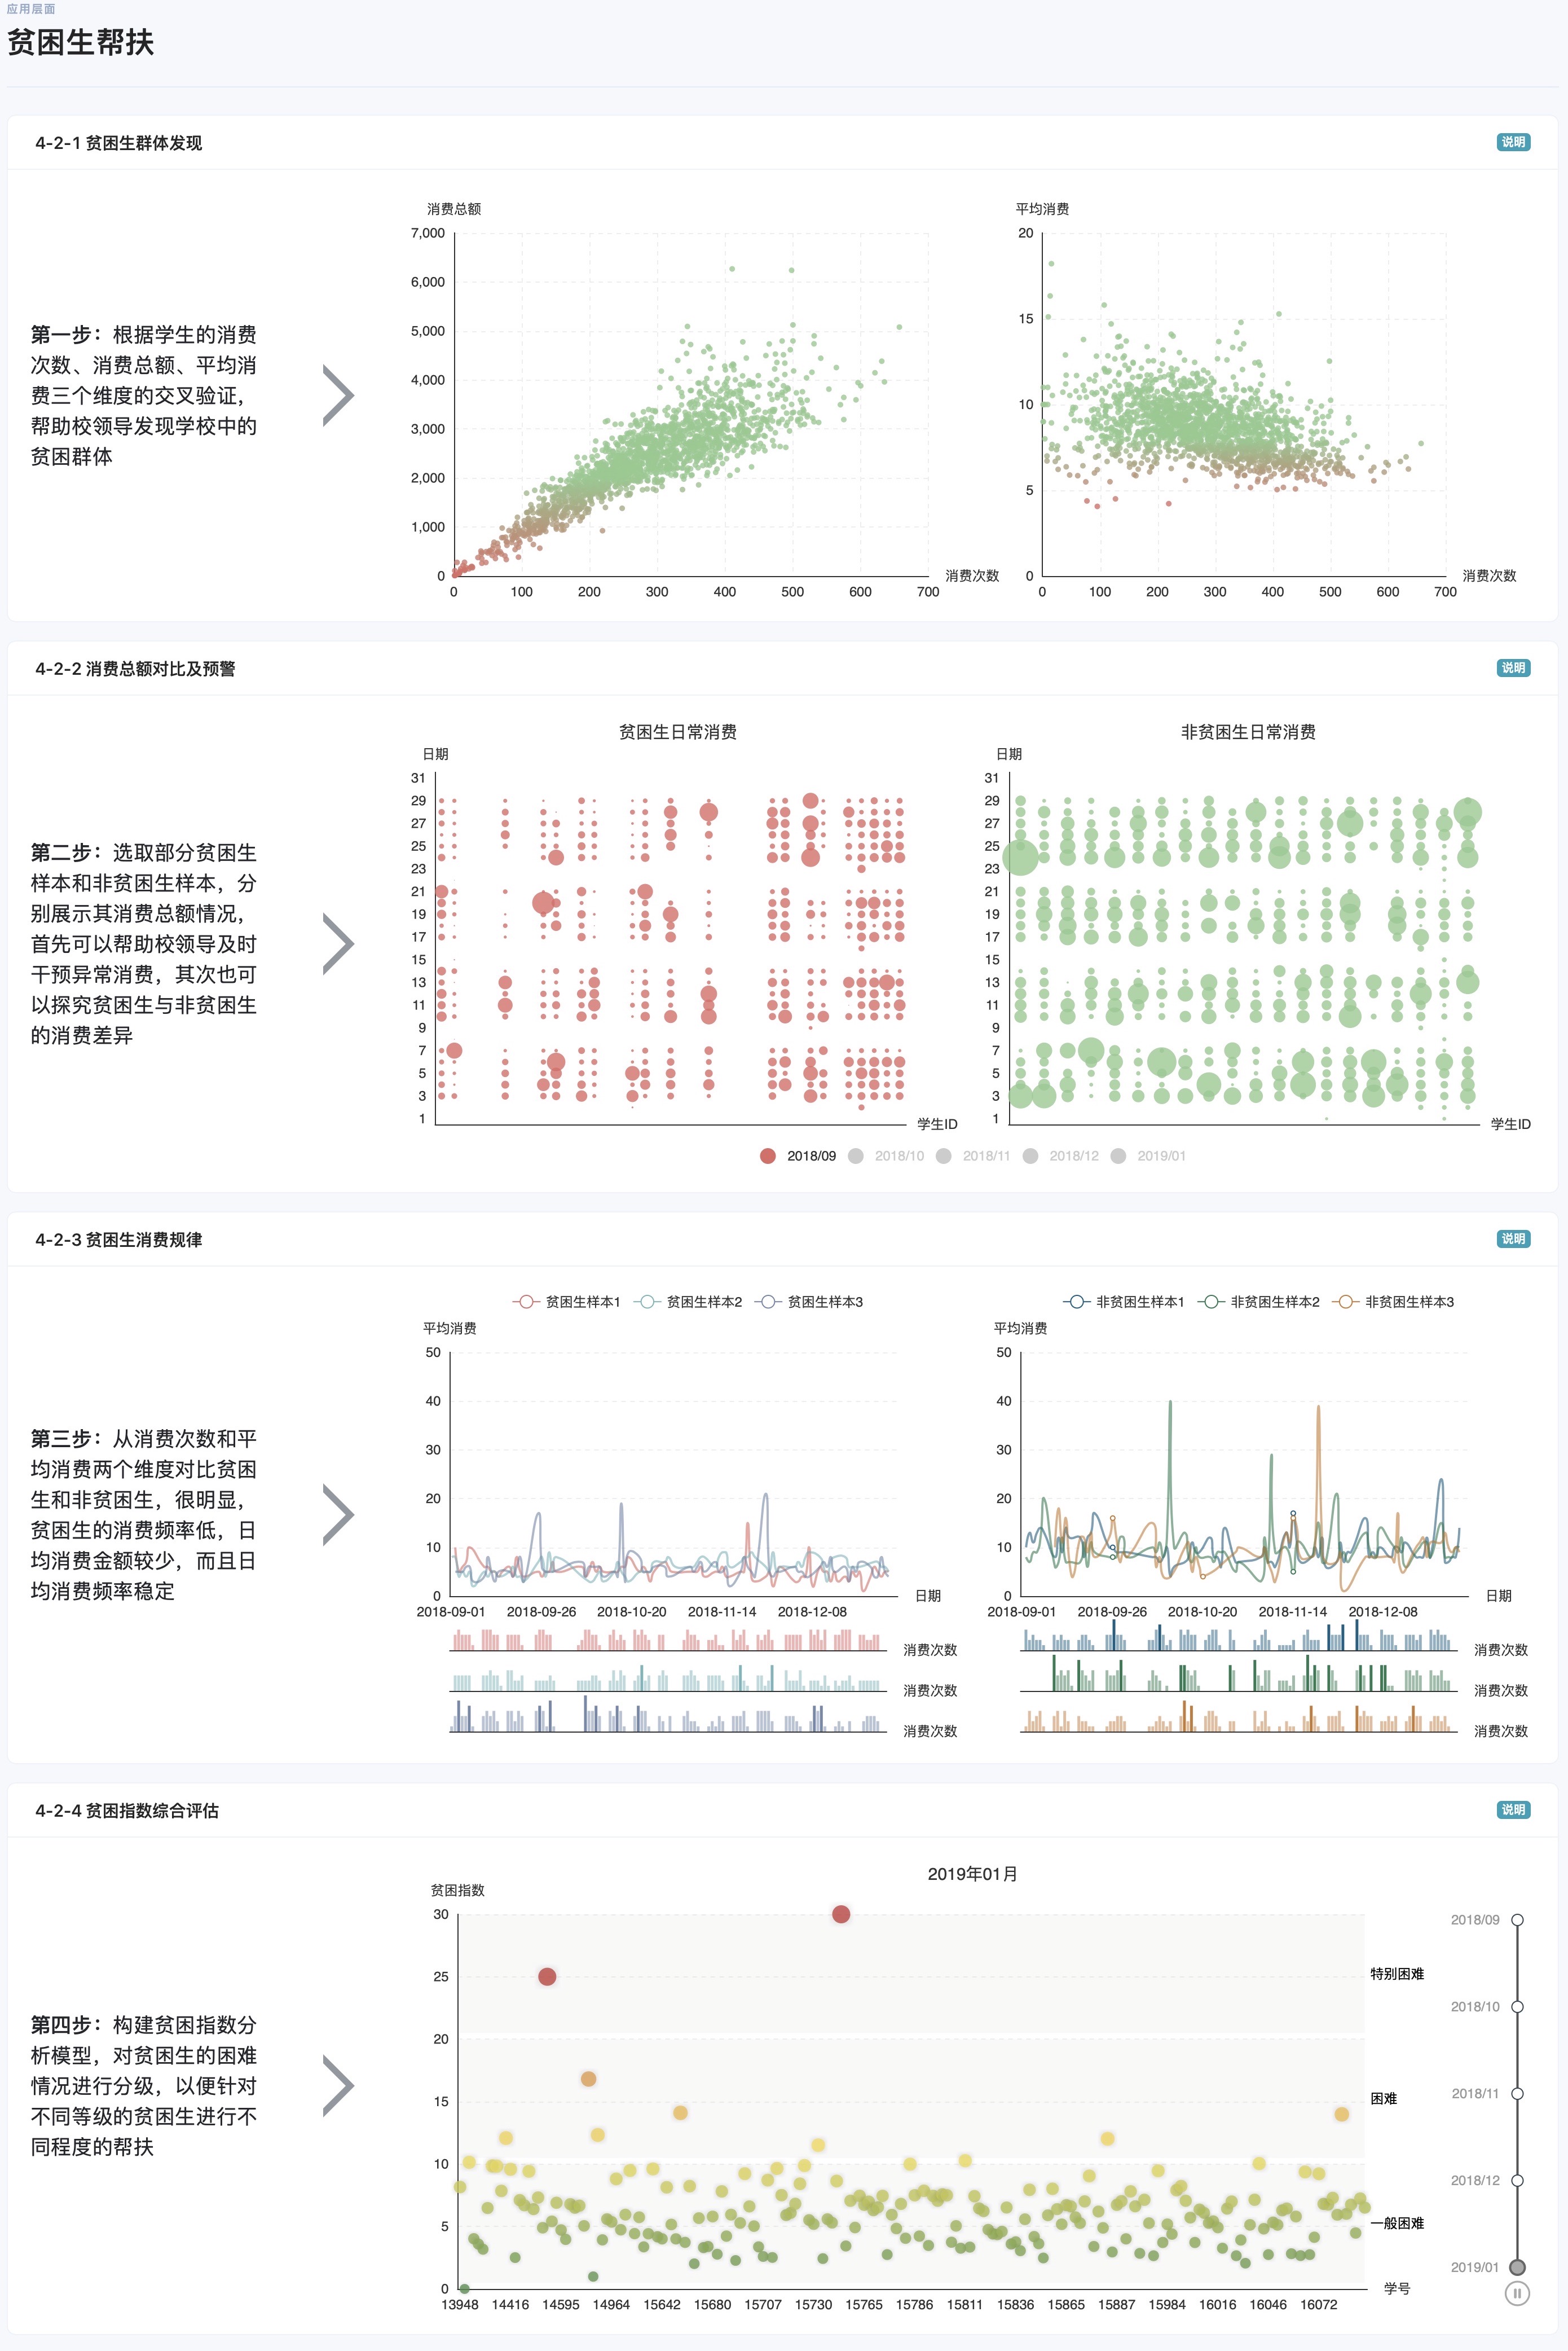 应用层面
贫困生帮扶
4-2-1 贫困生群体发现
说明
第一步：根据学生的消费
次数、消费总额、平均消
费三个维度的交叉验证，
帮助校领导发现学校中的
贫困群体
消费总额
7,000
6,000
5,000
4,000
3,000
2,000
1,000
0
0 100 200 300 400 500 600 700
消费次数
平均消费
20
15
10
5
0
0 100 200 300 400 500 600 700
消费次数
4-2-2 消费总额对比及预警
说明
第二步：选取部分贫困生
样本和非贫困生样本，分
别展示其消费总额情况，
首先可以帮助校领导及时
干预异常消费，其次也可
以探究贫困生与非贫困生
的消费差异
贫困生日常消费
日期
31
29
27
25
23
21
19
17
15
13
11
9
7
5
3
1
学生ID
非贫困生日常消费
日期
31
29
27
25
23
21
19
17
15
13
11
9
7
5
3
1
学生ID
2018/09 2018/10 2018/11 2018/12 2019/01
4-2-3 贫困生消费规律
说明
第三步：从消费次数和平
均消费两个维度对比贫困
生和非贫困生，很明显，
贫困生的消费频率低，日
均消费金额较少，而且日
均消费频率稳定
贫困生样本1 贫困生样本2 贫困生样本3
平均消费
50
40
30
20
10
0
日期
2018-09-01 2018-09-26 2018-10-20 2018-11-14 2018-12-08
消费次数
消费次数
消费次数
非贫困生样本1 非贫困生样本2 非贫困生样本3
平均消费
50
40
30
20
10
0
日期
2018-09-01 2018-09-26 2018-10-20 2018-11-14 2018-12-08
消费次数
消费次数
消费次数
4-2-4 贫困指数综合评估
说明
第四步：构建贫困指数分
析模型，对贫困生的困难
情况进行分级，以便针对
不同等级的贫困生进行不
同程度的帮扶
2019年01月
贫困指数
30
25
20
15
10
5
0
特别困难
困难
一般困难
学号
13948 14416 14595 14964 15642 15680 15707 15730 15765 15786 15811 15836 15865 15887 15984 16016 16046 16072
2018/09
2018/10
2018/11
2018/12
2019/01